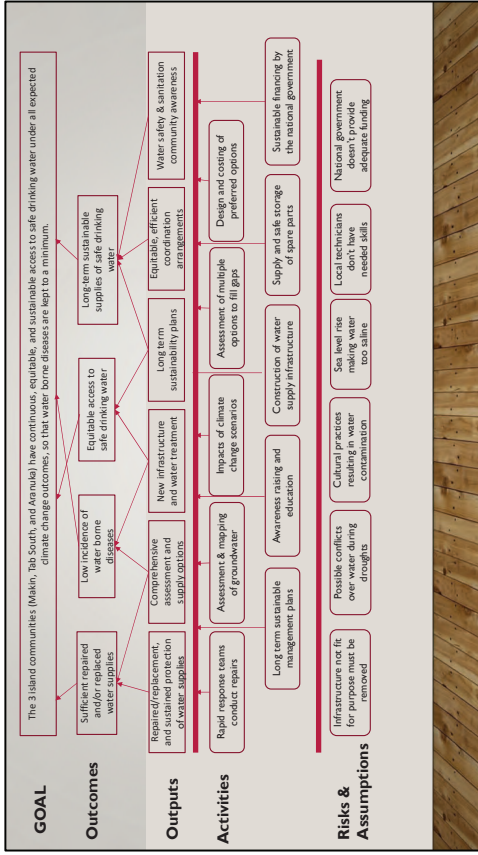 GOAL
The 3 island communities (Makin, Tab South, and Aranuka) have continuous, equitable, and sustainable access to safe drinking water under all expected
climate change outcomes, so that water borne diseases are kept to a minimum.
Outcomes
Sufficient repaired
and/or replaced
water supplies
Low incidence of
water borne
diseases
Equitable access to
safe drinking water
Long-term sustainable
supplies of safe drinking
water
Outputs
Repaired/replacement,
and sustained protection
of water supplies
Comprehensive
assessment and
supply options
New infrastructure
and water treatment
Long term
sustainability plans
Equitable, efficient
coordination
arrangements
Water safety & sanitation
community awareness
Activities
Rapid response teams
conduct repairs
Assessment & mapping
of groundwater
Impacts of climate
change scenarios
Assessment of multiple
options to fill gaps
Design and costing of
preferred options
Long term sustainable
management plans
Awareness raising and
education
Construction of water
supply infrastructure
Supply and safe storage
of spare parts
Sustainable financing by
the national government
Risks &
Assumptions
Infrastructure not fit
for purpose must be
removed
Possible conflicts
over water during
droughts
Cultural practices
resulting in water
contamination
Sea level rise
making water
too saline
Local technicians
don't have
needed skills
National government
doesn't provide
adequate funding